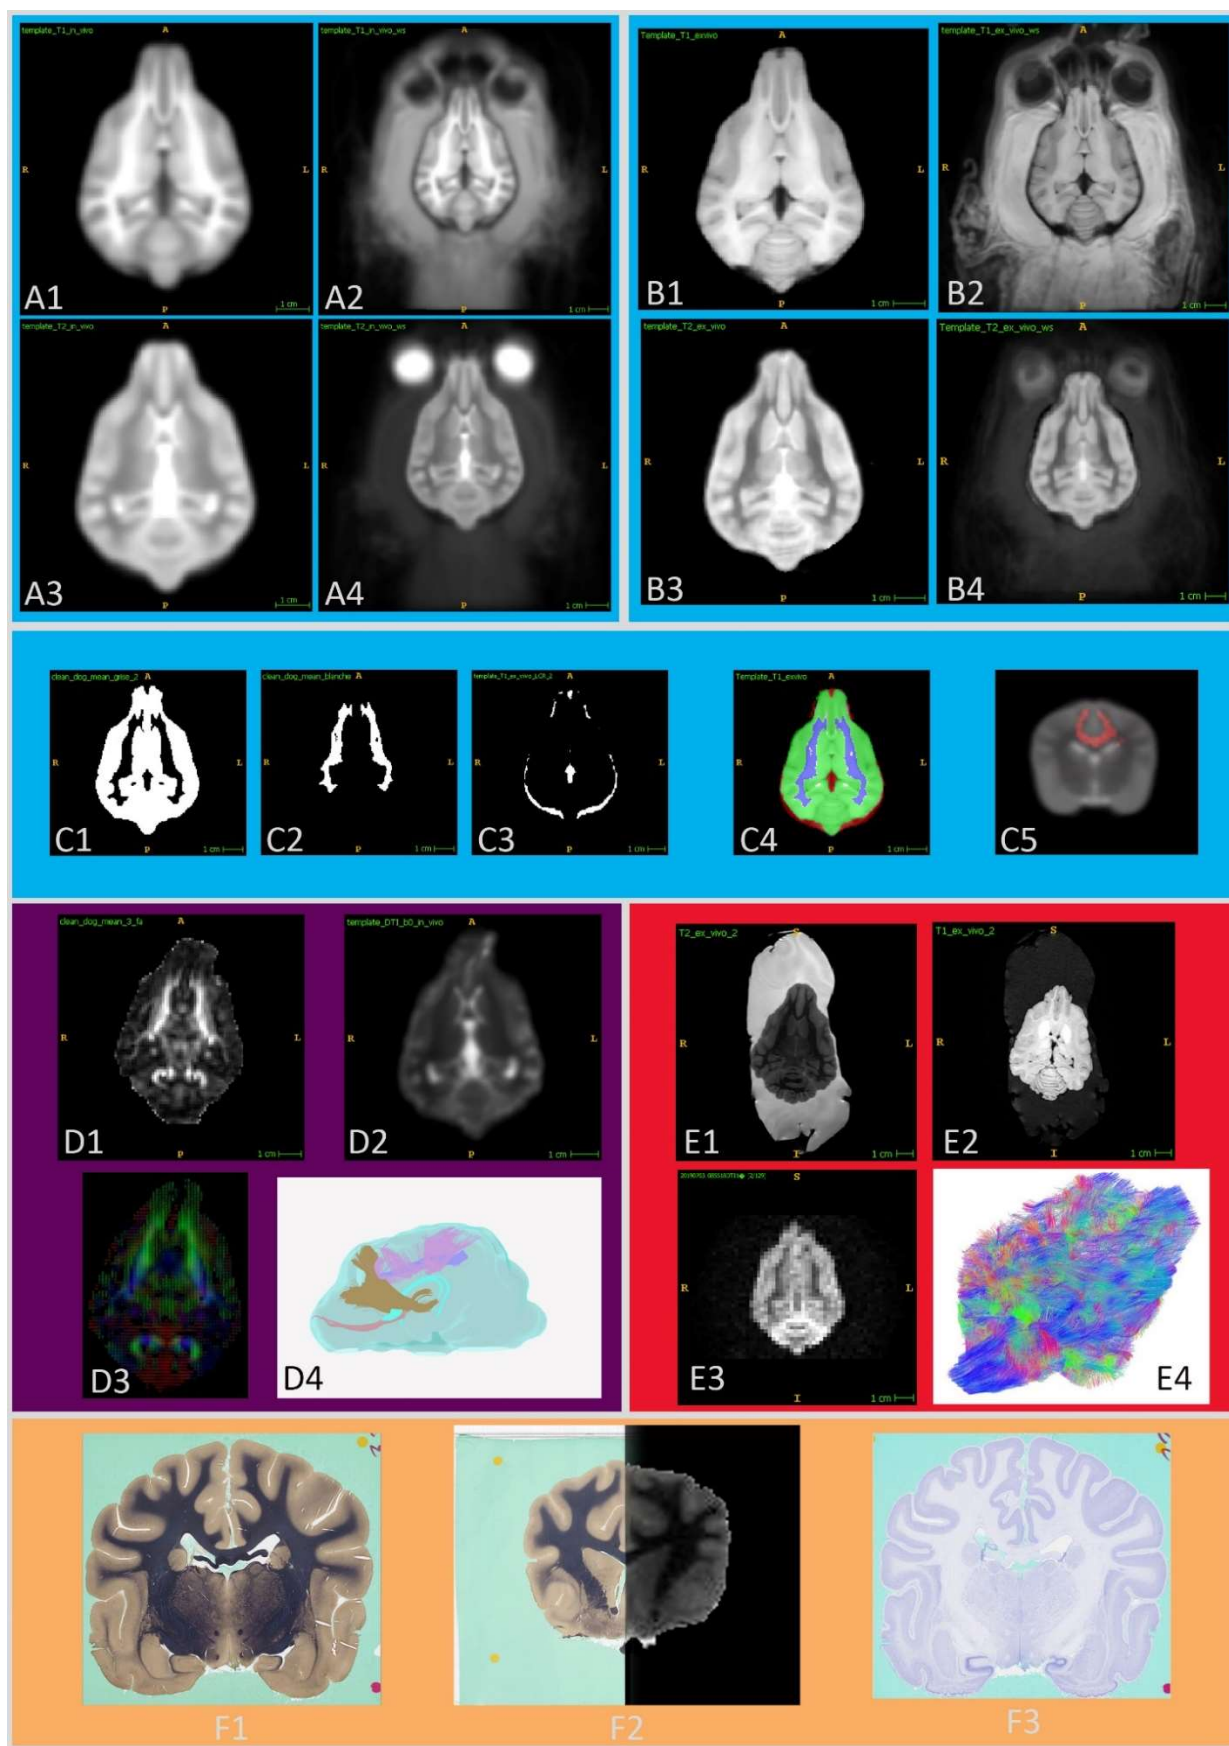 template_T1_in_vivo
A
R
P
1 cm
A1
template_T1_in_vivo_ws
A
L
P
1 cm
A2
Template_T1_exvivo
A
R
P
1 cm
B1
template_T1_ex_vivo_ws
A
L
P
1 cm
B2
template_T2_in_vivo
A
R
P
1 cm
A3
template_T2_in_vivo_ws
A
L
P
1 cm
A4
template_T2_ex_vivo
A
R
P
1 cm
B3
Template_T2_ex_vivo_ws
A
L
P
1 cm
B4
clean_dog_mean_grise_2
A
R
L
P
1 cm
C1
clean_dog_mean_blanche
A
R
L
P
1 cm
C2
template_T1_ex_vivo_LCR_2
A
R
L
P
1 cm
C3
Template_T1_exvivo
A
R
L
P
1 cm
C4
C5
clean_dog_mean_3_fa
A
R
L
P
1 cm
D1
template_DTI_b0_in_vivo
A
R
L
P
1 cm
D2
T2_ex_vivo_2
S
R
L
I
1 cm
E1
T1_ex_vivo_2
S
R
L
I
1 cm
E2
D3
D4
S
R
L
I
1 cm
E3
E4
F1
F2
F3